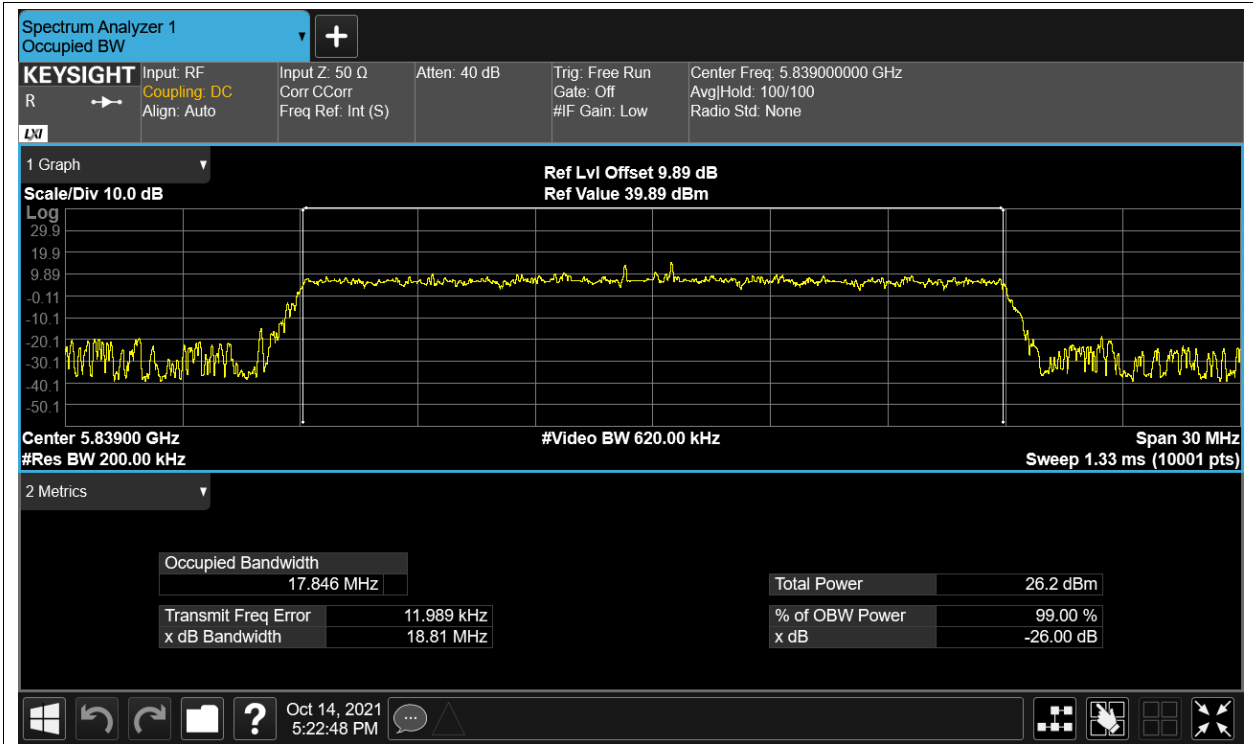 Spectrum Analyzer 1
Occupied BW
KEYSIGHT
R
LXI
Input: RF
Coupling: DC
Align: Auto
Input Z: 50 Ω
Corr CCorr
Freq Ref: Int (S)
Atten: 40 dB
Trig: Free Run
Gate: Off
#IF Gain: Low
Center Freq: 5.839000000 GHz
Avg|Hold: 100/100
Radio Std: None
1 Graph
Scale/Div 10.0 dB
Ref Lvl Offset 9.89 dB
Ref Value 39.89 dBm
Log
29.9
19.9
9.89
-0.11
-10.1
-20.1
-30.1
-40.1
-50.1
Center 5.83900 GHz
#Video BW 620.00 kHz
Span 30 MHz
#Res BW 200.00 kHz
Sweep 1.33 ms (10001 pts)
2 Metrics
Occupied Bandwidth
17.846 MHz
Transmit Freq Error 11.989 kHz
x dB Bandwidth 18.81 MHz
Total Power 26.2 dBm
% of OBW Power 99.00 %
x dB -26.00 dB
?
Oct 14, 2021
5:22:48 PM